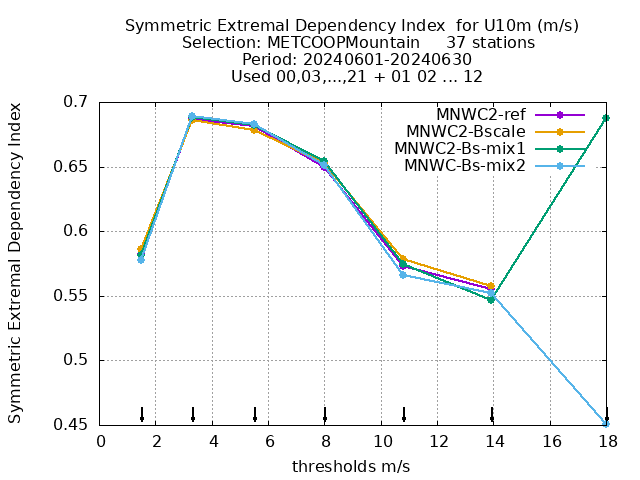 Symmetric Extremal Dependency Index  for U10m (m/s)
Selection: METCOOPMountain     37 stations
Period: 20240601-20240630
Used 00,03,...,21 + 01 02 ... 12
Symmetric Extremal Dependency Index
0.7
0.65
0.6
0.55
0.5
0.45
MNWC2-ref
MNWC2-Bscale
MNWC2-Bs-mix1
MNWC-Bs-mix2
0 2 4 6 8 10 12 14 16 18
thresholds m/s